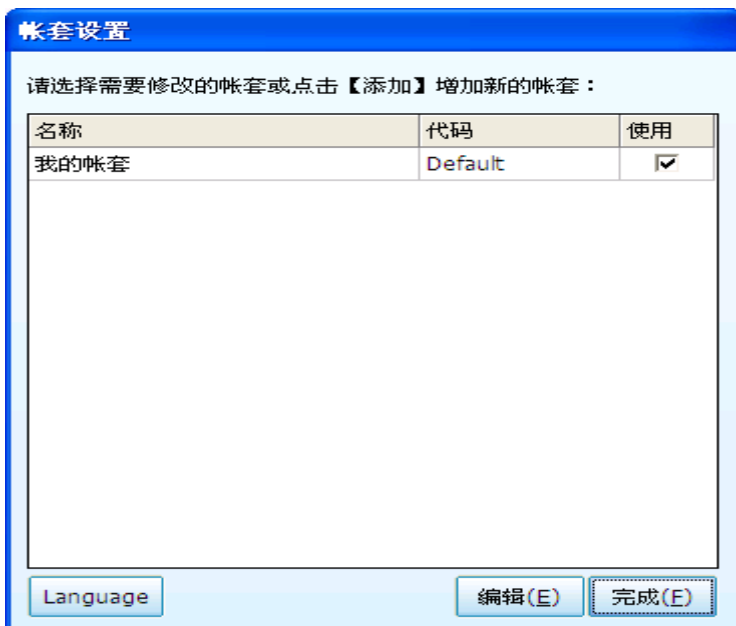 帐套设置
请选择需要修改的帐套或点击【添加】增加新的帐套：
名称 代码 使用
我的帐套 Default
Language 编辑(E) 完成(F)